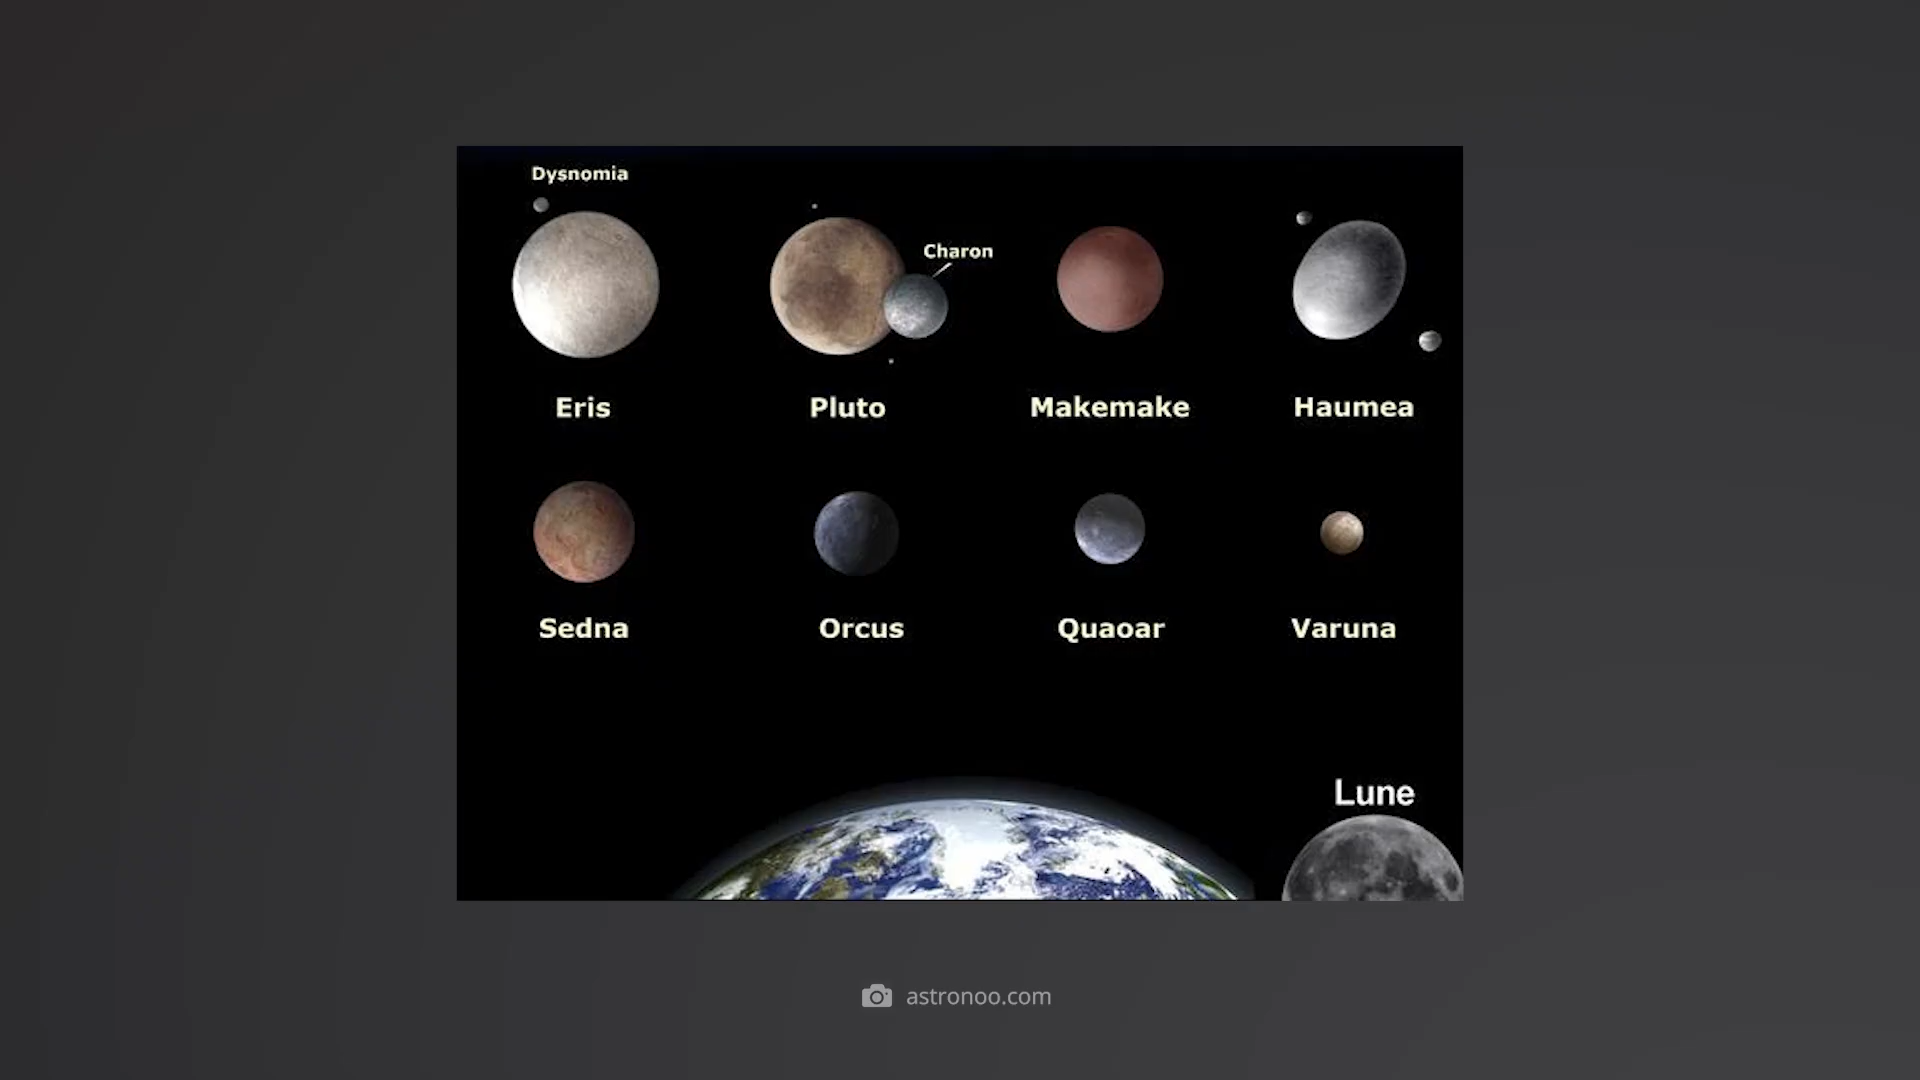 Dysnomia
Charon
Eris
Pluto
Makemake
Haumea
Sedna
Orcus
Quaoar
Varuna
Lune
astronoo.com